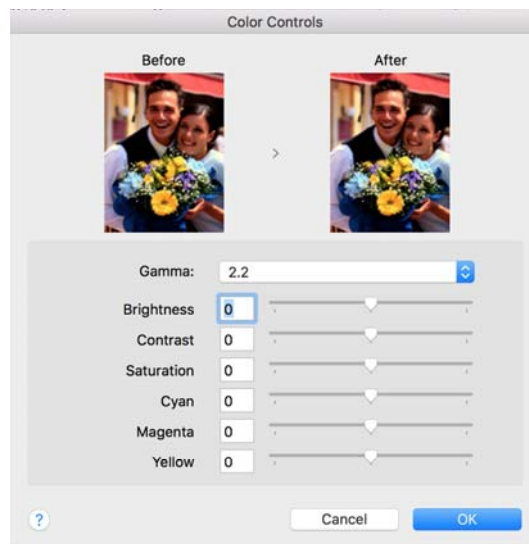 Color Controls
Before After
>
Gamma: 2.2
Brightness 0
Contrast 0
Saturation 0
Cyan 0
Magenta 0
Yellow 0
? Cancel OK